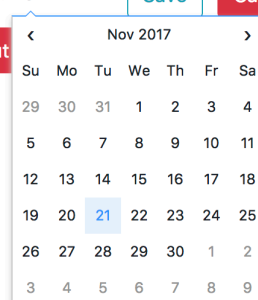 Save
‹ Nov 2017 ›
Su Mo Tu We Th Fr Sa
29 30 31 1 2 3 4
5 6 7 8 9 10 11
12 13 14 15 16 17 18
19 20 21 22 23 24 25
26 27 28 29 30 1 2
3 4 5 6 7 8 9